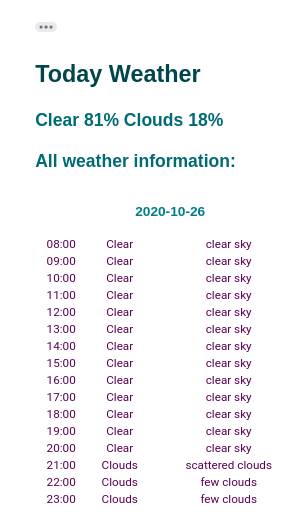 Today Weather
Clear 81% Clouds 18%
All weather information:
2020-10-26
08:00 Clear clear sky
09:00 Clear clear sky
10:00 Clear clear sky
11:00 Clear clear sky
12:00 Clear clear sky
13:00 Clear clear sky
14:00 Clear clear sky
15:00 Clear clear sky
16:00 Clear clear sky
17:00 Clear clear sky
18:00 Clear clear sky
19:00 Clear clear sky
20:00 Clear clear sky
21:00 Clouds scattered clouds
22:00 Clouds few clouds
23:00 Clouds few clouds